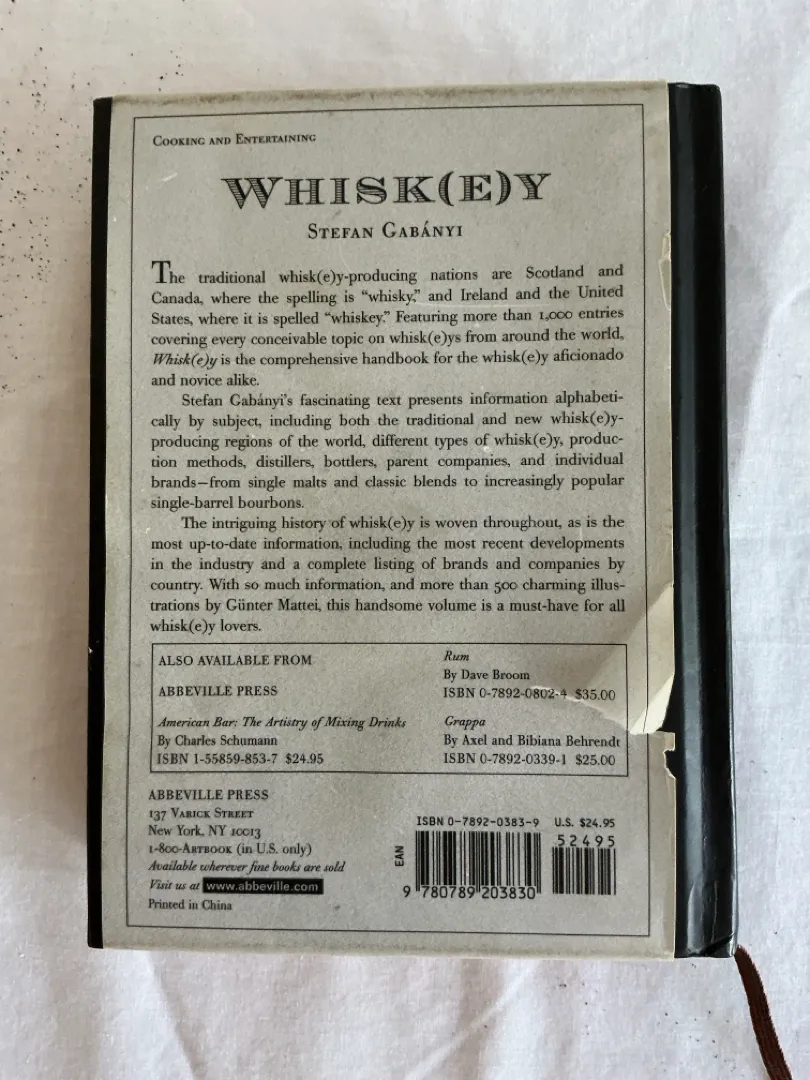 COOKING AND ENTERTAINING
WHISK(E)Y
STEFAN GABÁNYI
The traditional whisk(e)y-producing nations are Scotland and
Canada, where the spelling is “whisky,” and Ireland and the United
States, where it is spelled “whiskey.” Featuring more than 1,000 entries
covering every conceivable topic on whisk(e)ys from around the world,
Whisk(e)y is the comprehensive handbook for the whisk(e)y aficionado
and novice alike.
Stefan Gabányi’s fascinating text presents information alphabeti-
cally by subject, including both the traditional and new whisk(e)y-
producing regions of the world, different types of whisk(e)y, produc-
tion methods, distillers, bottlers, parent companies, and individual
brands—from single malts and classic blends to increasingly popular
single-barrel bourbons.
The intriguing history of whisk(e)y is woven throughout, as is the
most up-to-date information, including the most recent developments
in the industry and a complete listing of brands and companies by
country. With so much information, and more than 500 charming illus-
trations by Günter Mattei, this handsome volume is a must-have for all
whisk(e)y lovers.
ALSO AVAILABLE FROM
ABBEVILLE PRESS
American Bar: The Artistry of Mixing Drinks
By Charles Schumann
ISBN 1-55859-853-7 $24.95
Rum
By Dave Broom
ISBN 0-7892-0802-4 $35.00
Grappa
By Axel and Bibiana Behrendt
ISBN 0-7892-0339-1 $25.00
ABBEVILLE PRESS
137 VARICK STREET
New York, NY 10013
1-800-ARTBOOK (in U.S. only)
Available wherever fine books are sold
Visit us at www.abbeville.com
Printed in China
ISBN 0-7892-0383-9 U.S. $24.95
52495
EAN
9 780789 203830